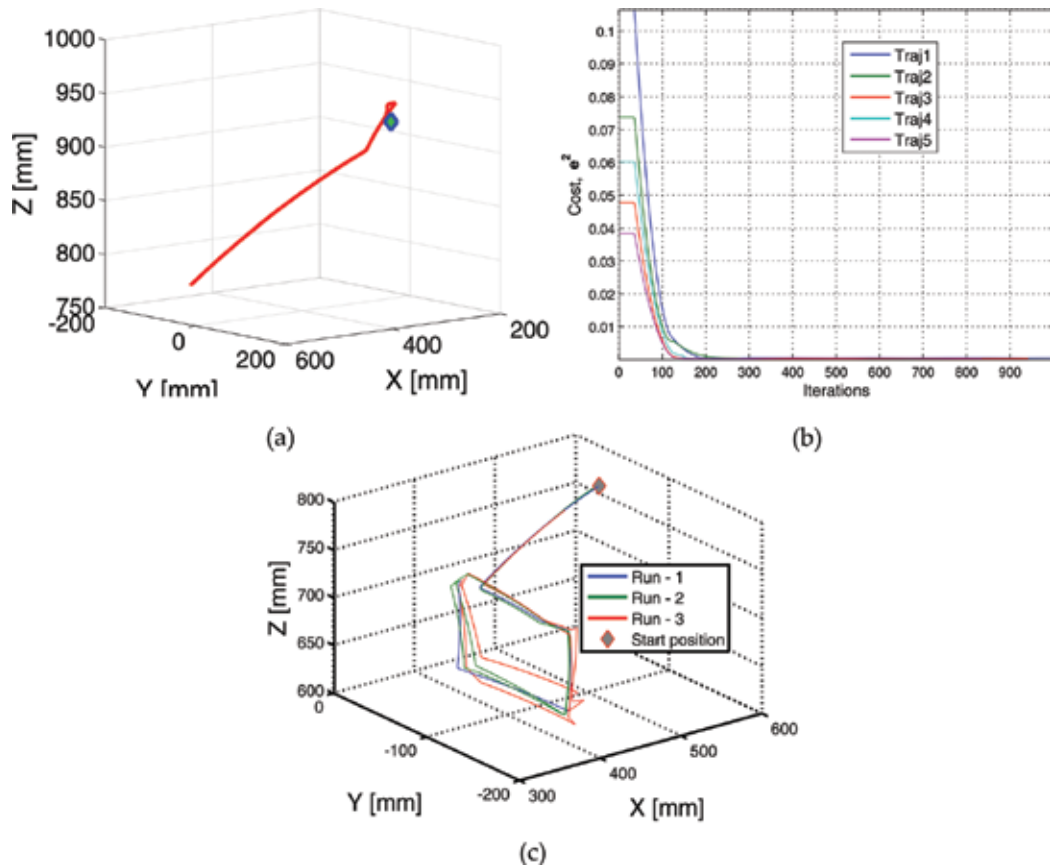 1000
950
900
850
800
750
Z [mm]
-200
0
200
Y [mm]
600
400
200
X [mm]
(a)
0.1
0.09
0.08
0.07
0.06
0.05
0.04
0.03
0.02
0.01
Cost, e²
Traj1
Traj2
Traj3
Traj4
Traj5
0 100 200 300 400 500 600 700 800 900
Iterations
(b)
800
750
700
650
600
Z [mm]
0
-100
-200
Y [mm]
300
400
500
600
X [mm]
Run - 1
Run - 2
Run - 3
Start position
(c)